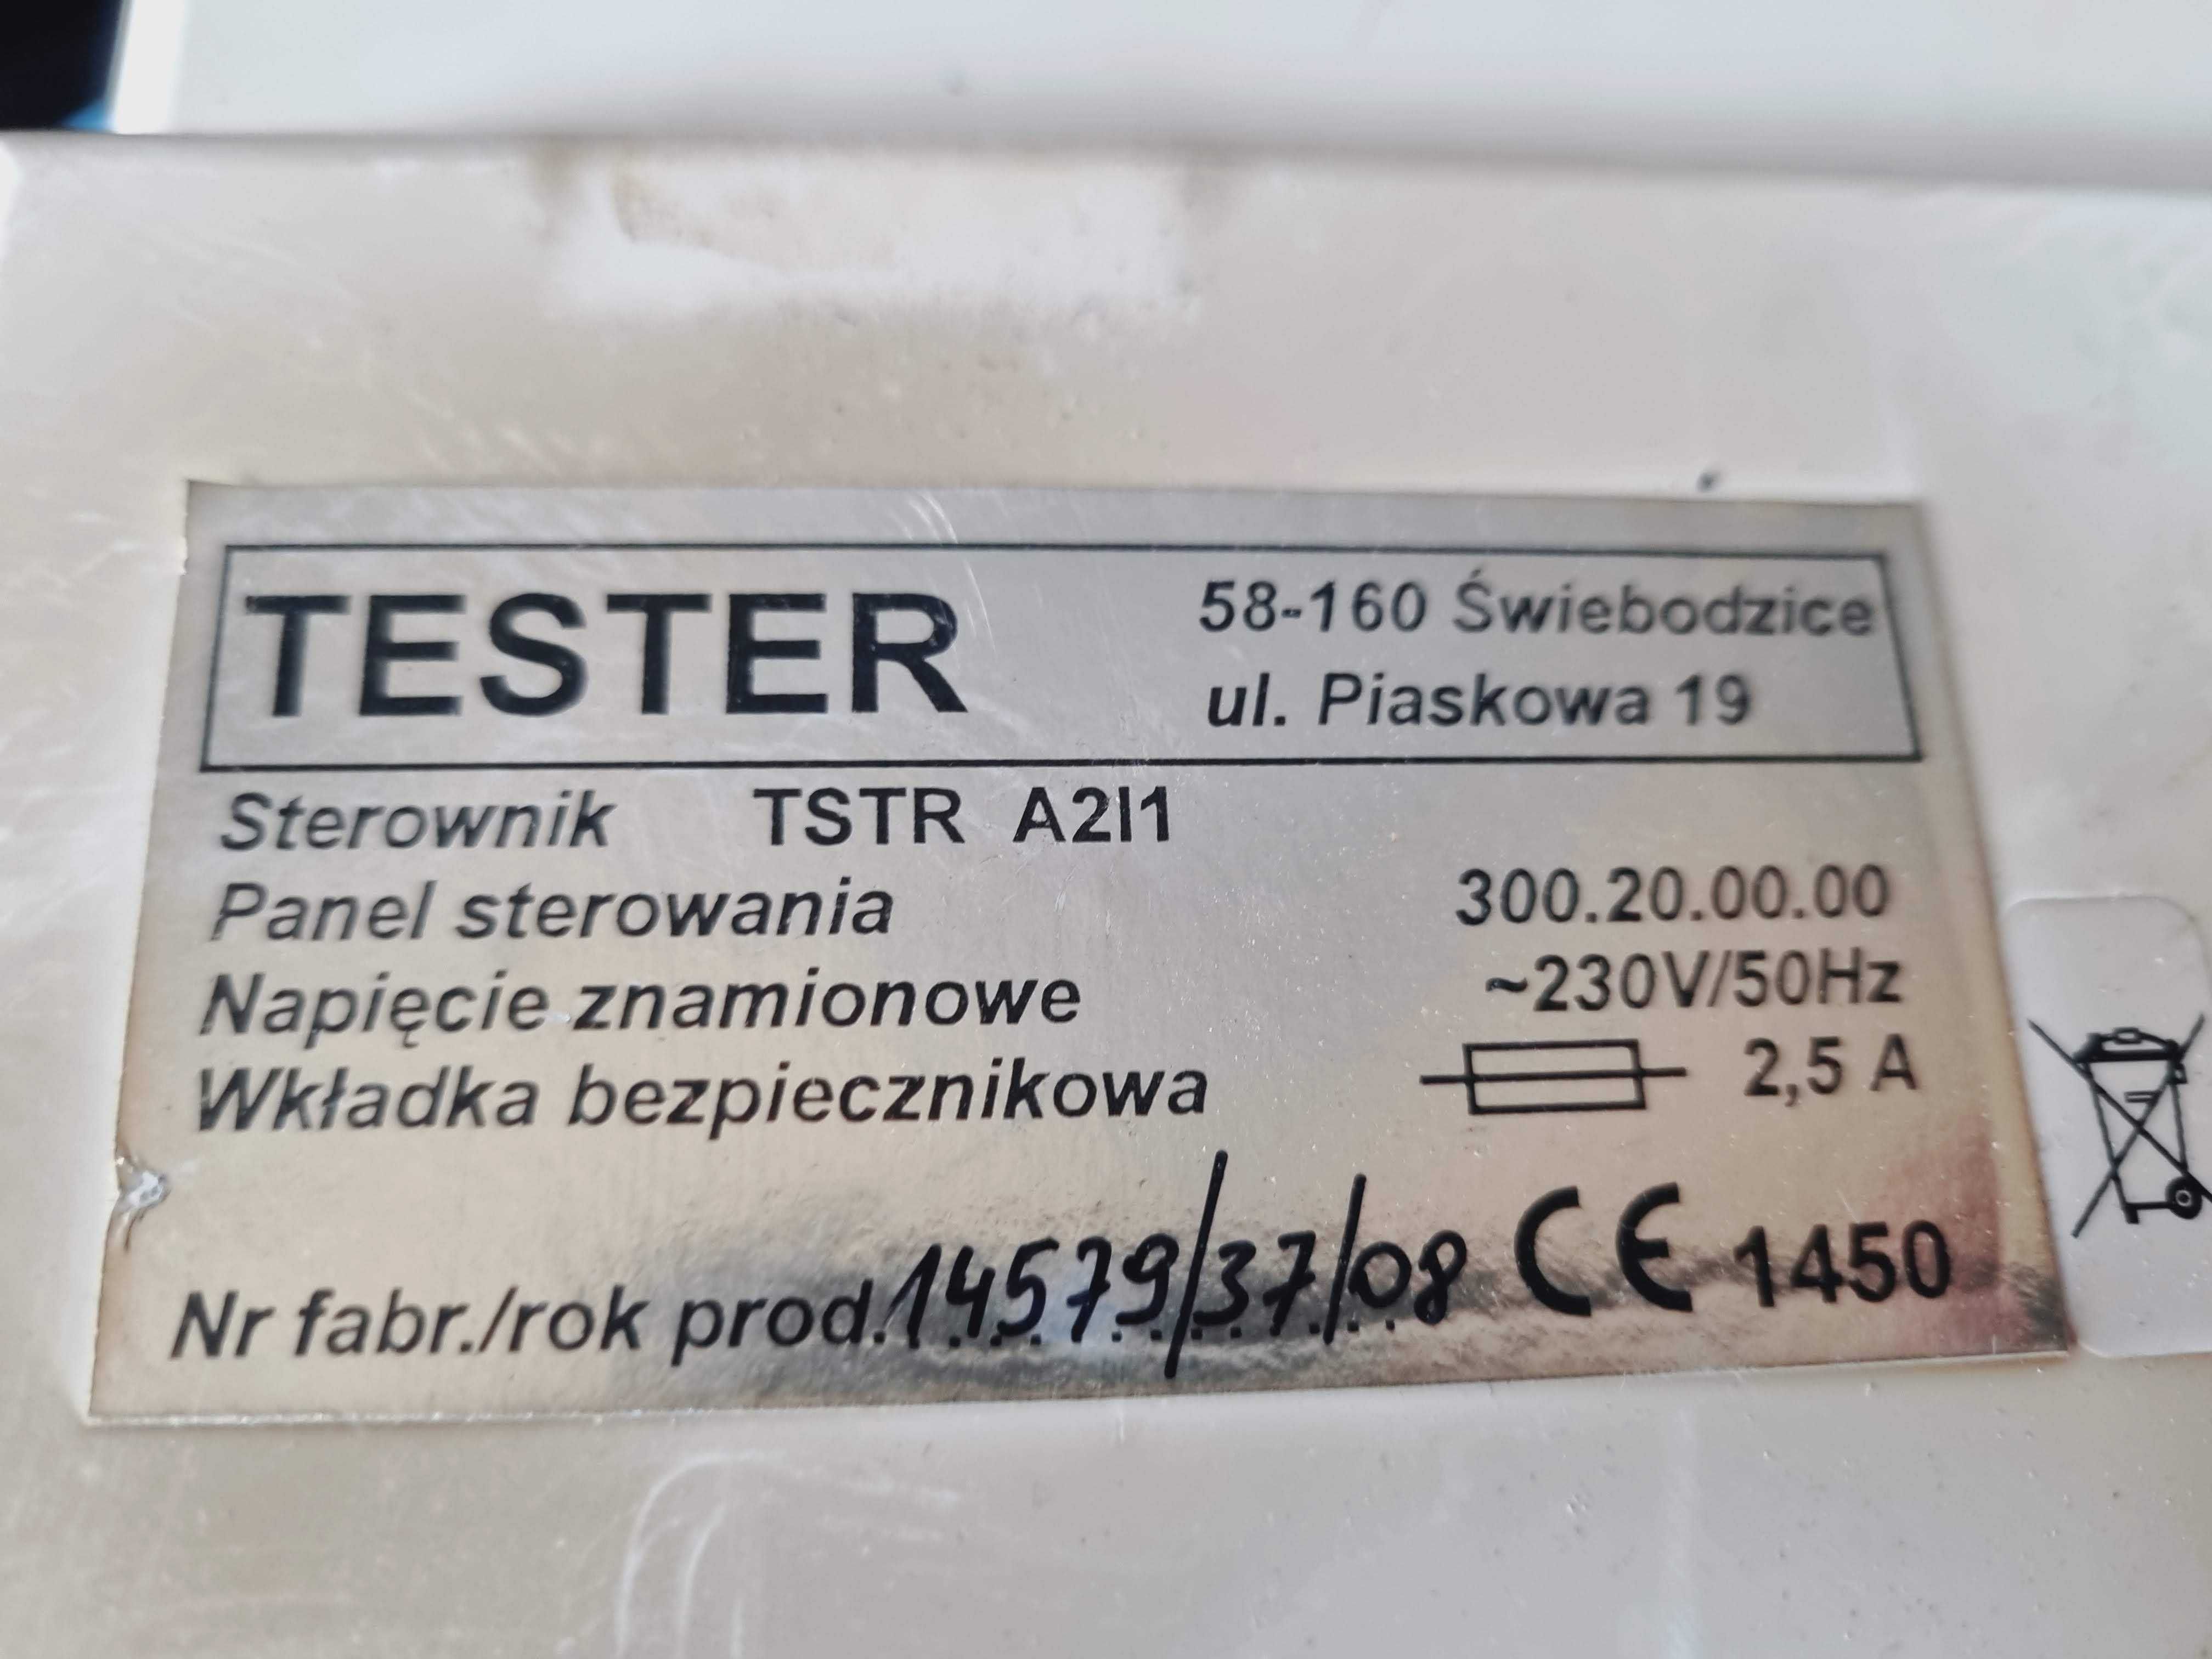 TESTER
58-160 Świebodzice
ul. Piaskowa 19
Sterownik TSTR A2I1
Panel sterowania 300.20.00.00
Napięcie znamionowe ~230V/50Hz
Wkładka bezpiecznikowa 2,5 A
Nr fabr./rok prod. 14579/37/08 CE 1450